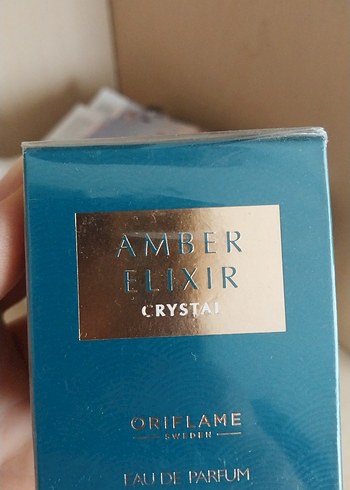 AMBER
ELIXIR
CRYSTAL
ORIFLAME
SWEDEN
EAU DE PARFUM